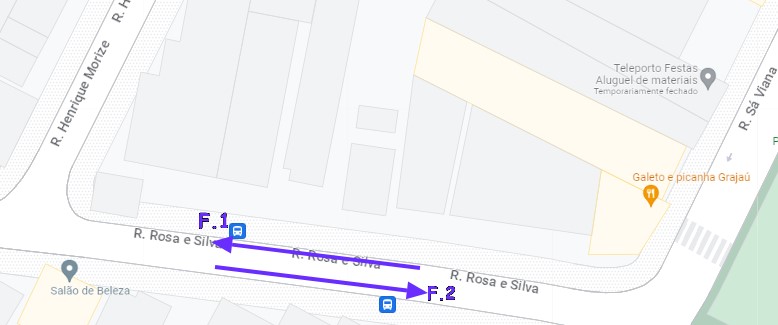 R. Henrique Morize
H
Teleporto Festas
Aluguel de materiais
Temporariamente fechado
R. Sá Viana
P
Galeto e picanha Grajaú
F.1
R. Rosa e Silva
R. Rosa e Silva
R. Rosa e Silva
Salão de Beleza
F.2